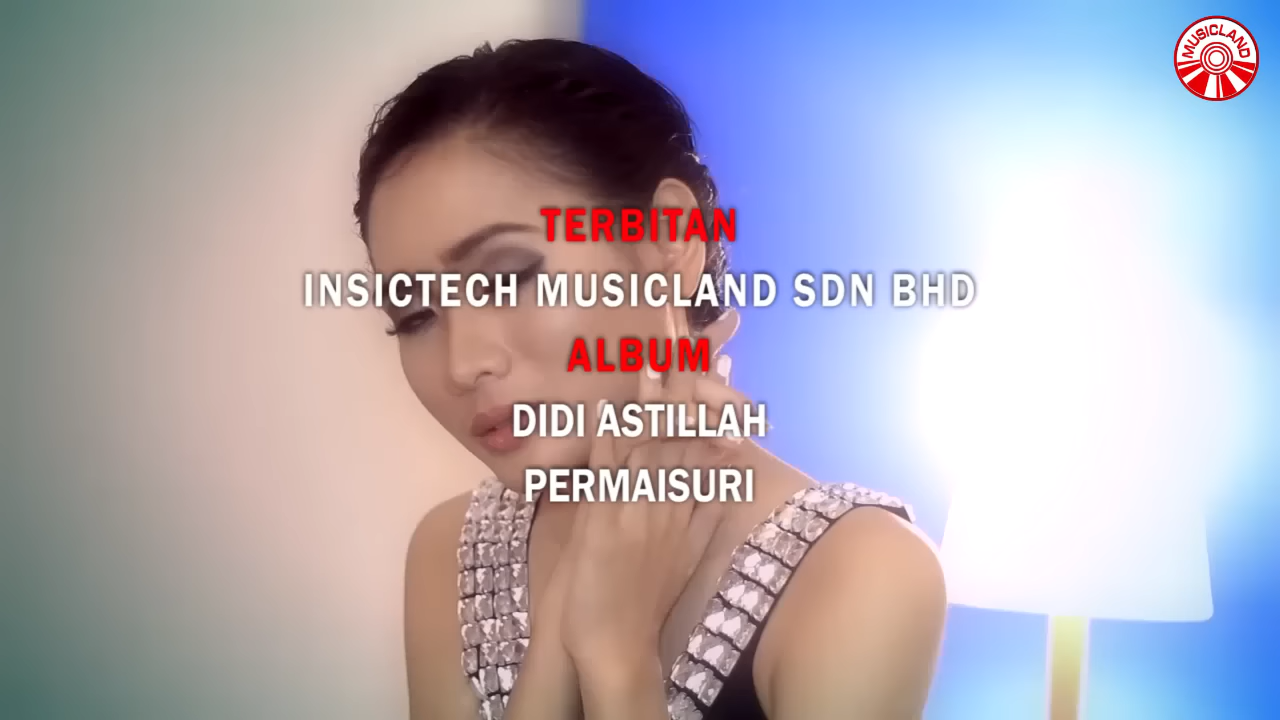 MUSICLAND
TERBITAN
INSICTECH MUSICLAND SDN BHD
ALBUM
DIDI ASTILLAH
PERMAISURI